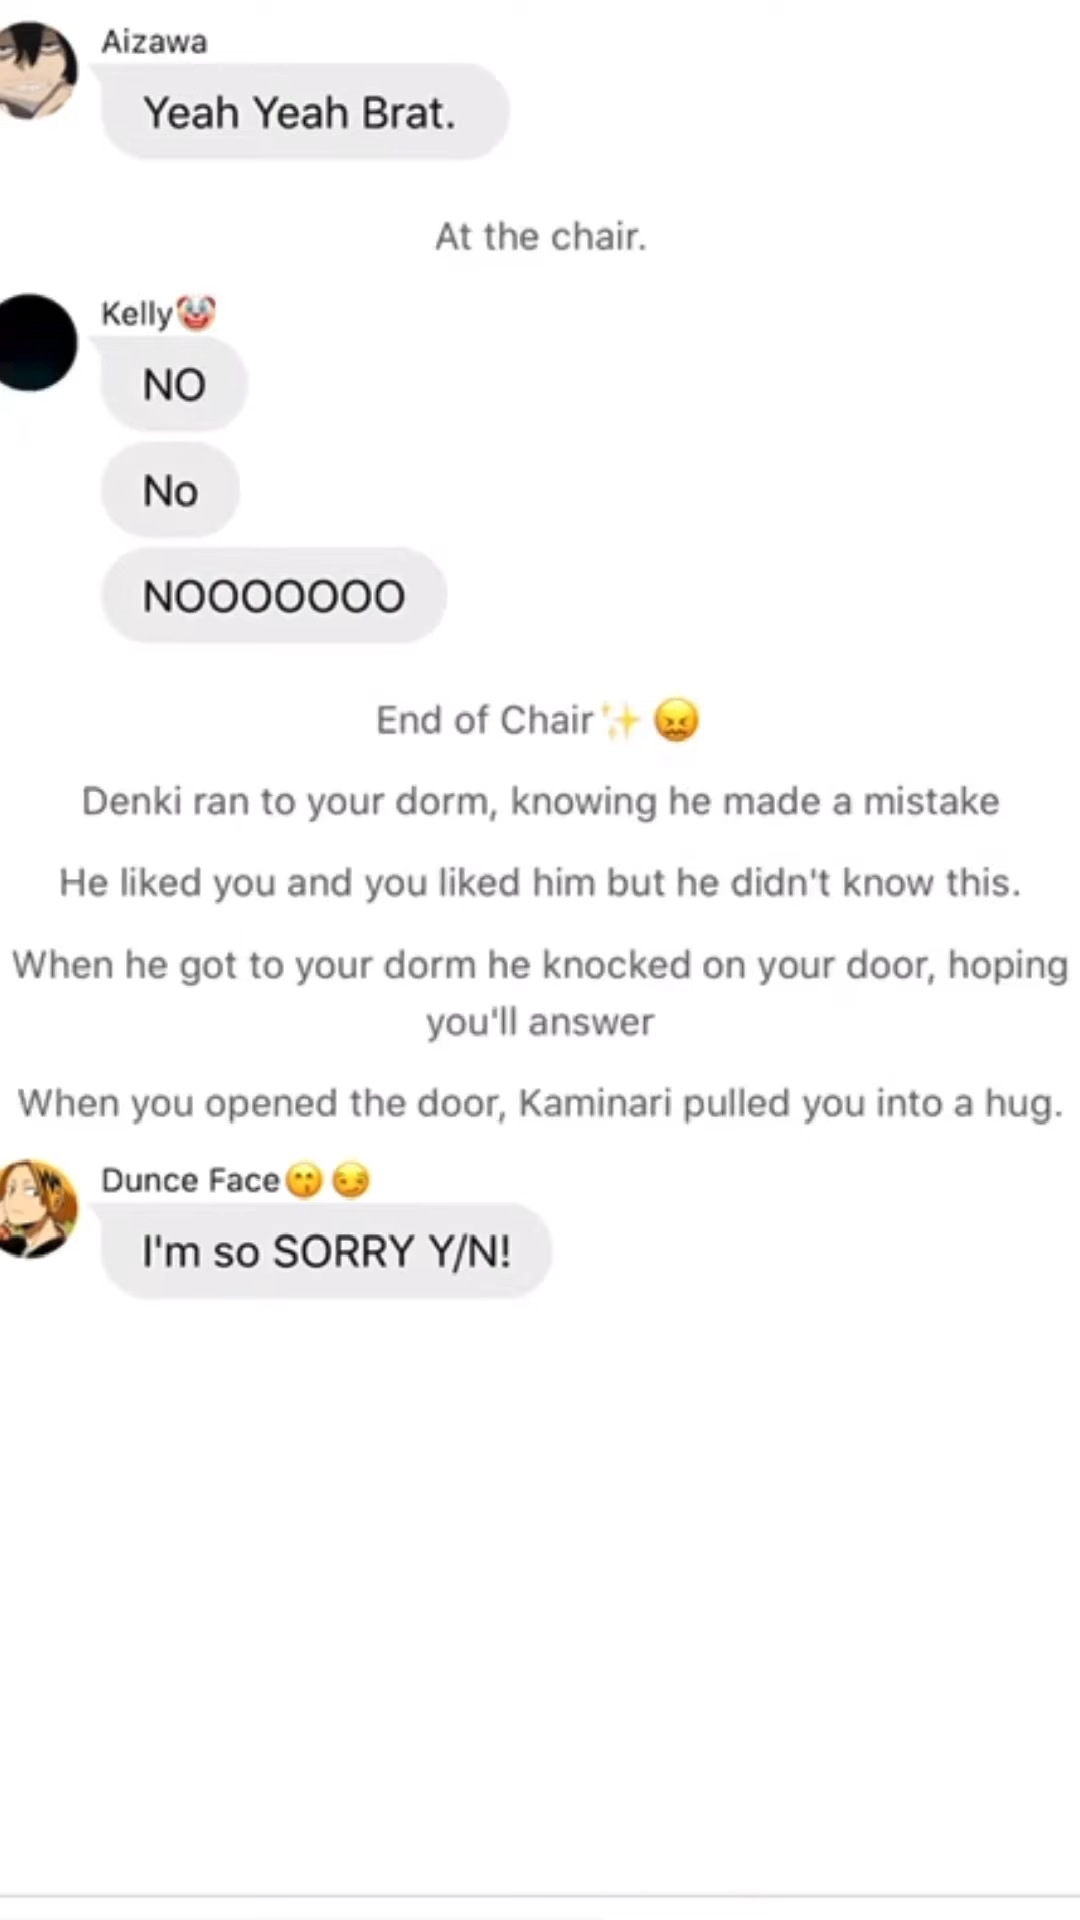 Aizawa
Yeah Yeah Brat.
At the chair.
Kelly🤡
NO
No
NOOOOOOO
End of Chair✨😖
Denki ran to your dorm, knowing he made a mistake
He liked you and you liked him but he didn't know this.
When he got to your dorm he knocked on your door, hoping
you'll answer
When you opened the door, Kaminari pulled you into a hug.
Dunce Face😙😏
I'm so SORRY Y/N!